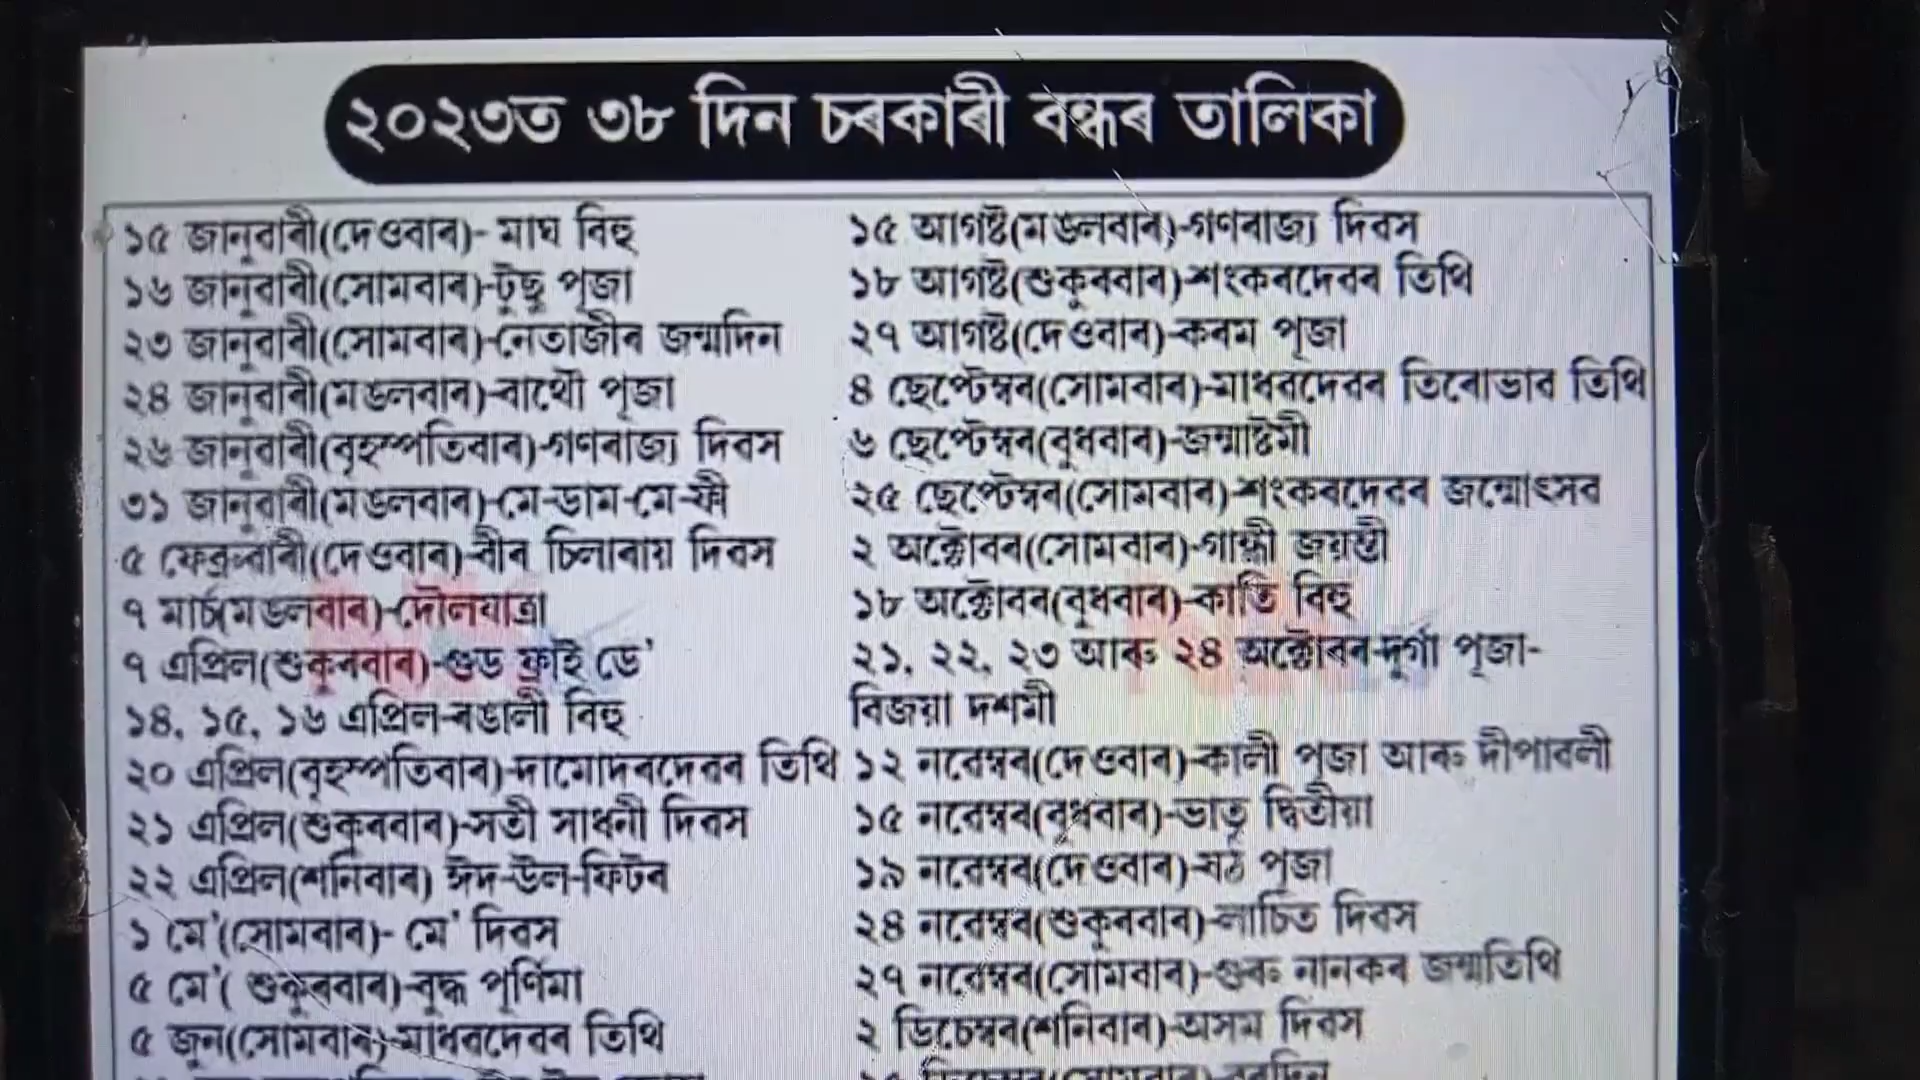 ২০২৩ত ৩৮ দিন চৰকাৰী বন্ধৰ তালিকা
১৫ জানুৱাৰী(দেওবাৰ)- মাঘ বিহু
১৬ জানুৱাৰী(সোমবাৰ)-টুছু পূজা
২৩ জানুৱাৰী(সোমবাৰ)-নেতাজীৰ জন্মদিন
২৪ জানুৱাৰী(মঙলবাৰ)-বাথৌ পূজা
২৬ জানুৱাৰী(বৃহস্পতিবাৰ)-গণৰাজ্য দিৱস
৩১ জানুৱাৰী(মঙলবাৰ)-মে-ডাম-মে-ফী
৫ ফেব্ৰুৱাৰী(দেওবাৰ)-বীৰ চিলাৰায় দিৱস
৭ মাৰ্চ(মঙলবাৰ)-দৌলযাত্ৰা
৭ এপ্ৰিল(শুকুৰবাৰ)-গুড ফ্ৰাই ডে'
১৪, ১৫, ১৬ এপ্ৰিল-ৰঙালী বিহু
২০ এপ্ৰিল(বৃহস্পতিবাৰ)-দামোদৰদেৱৰ তিথি
২১ এপ্ৰিল(শুকুৰবাৰ)-সতী সাধনী দিৱস
২২ এপ্ৰিল(শনিবাৰ) ঈদ-উল-ফিটৰ
১ মে'(সোমবাৰ)- মে' দিৱস
৫ মে'( শুকুৰবাৰ)-বুদ্ধ পূৰ্ণিমা
৫ জুন(সোমবাৰ)-মাধৱদেৱৰ তিথি
১৫ আগষ্ট(মঙলবাৰ)-গণৰাজ্য দিৱস
১৮ আগষ্ট(শুকুৰবাৰ)-শংকৰদেৱৰ তিথি
২৭ আগষ্ট(দেওবাৰ)-কৰম পূজা
৪ ছেপ্টেম্বৰ(সোমবাৰ)-মাধৱদেৱৰ তিৰোভাৱ তিথি
৬ ছেপ্টেম্বৰ(বুধবাৰ)-জন্মাষ্টমী
২৫ ছেপ্টেম্বৰ(সোমবাৰ)-শংকৰদেৱৰ জন্মোৎসৱ
২ অক্টোবৰ(সোমবাৰ)-গান্ধী জয়ন্তী
১৮ অক্টোবৰ(বুধবাৰ)-কাতি বিহু
২১, ২২, ২৩ আৰু ২৪ অক্টোবৰ-দুৰ্গা পূজা-
বিজয়া দশমী
১২ নৱেম্বৰ(দেওবাৰ)-কালী পূজা আৰু দীপাৱলী
১৫ নৱেম্বৰ(বুধবাৰ)-ভাতৃ দ্বিতীয়া
১৯ নৱেম্বৰ(দেওবাৰ)-ষঠ পূজা
২৪ নৱেম্বৰ(শুকুৰবাৰ)-লাচিত দিৱস
২৭ নৱেম্বৰ(সোমবাৰ)-গুৰু নানকৰ জন্মতিথি
২ ডিচেম্বৰ(শনিবাৰ)-অসম দিৱস